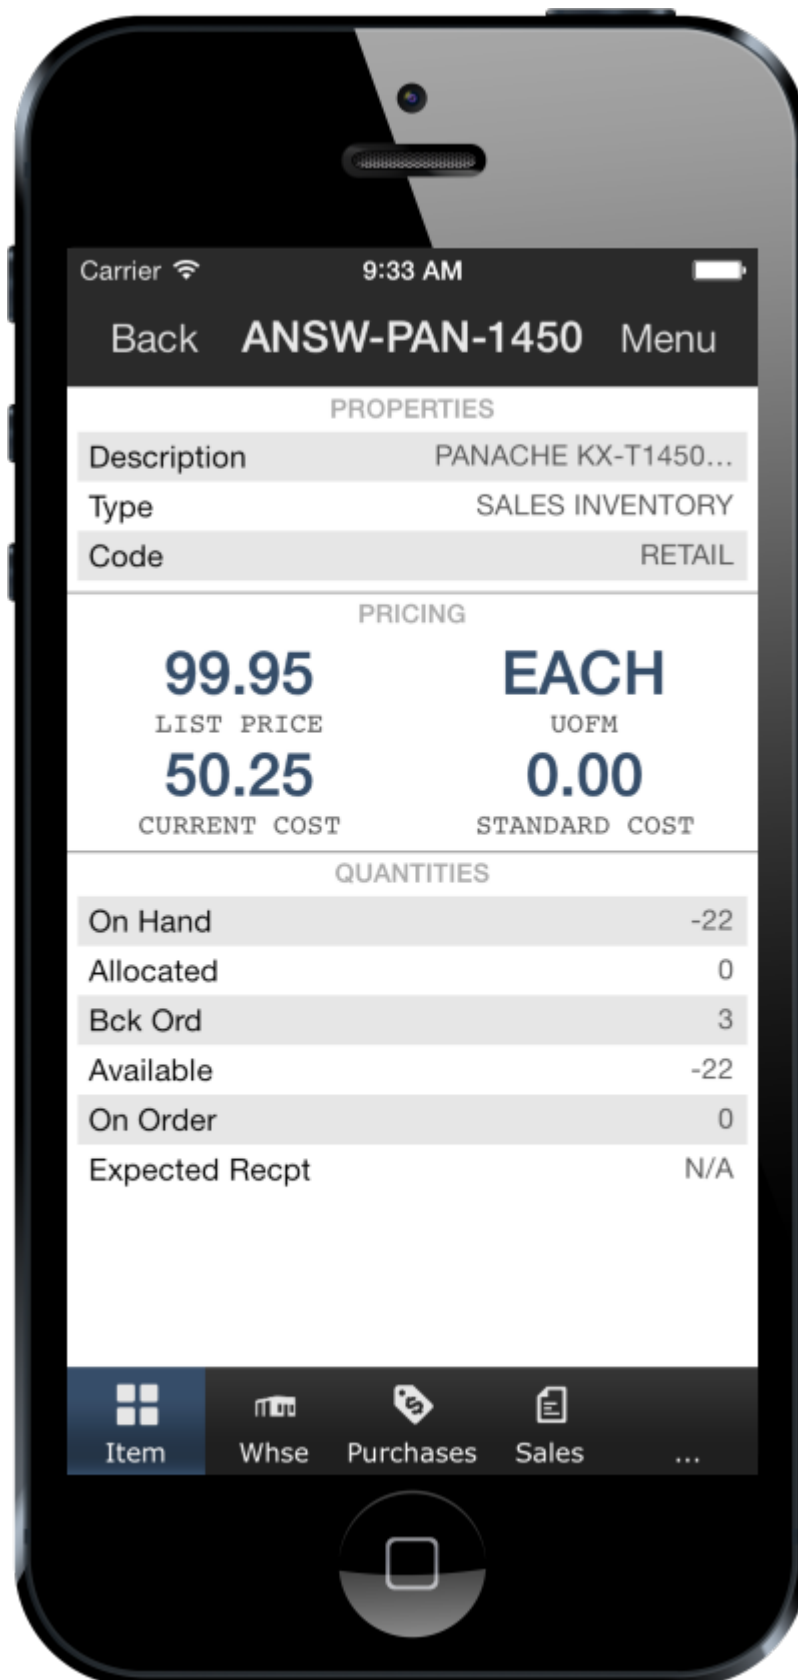 Carrier 9:33 AM
Back ANSW-PAN-1450 Menu
PROPERTIES
Description PANACHE KX-T1450...
Type SALES INVENTORY
Code RETAIL
PRICING
99.95 EACH
LIST PRICE UOFM
50.25 0.00
CURRENT COST STANDARD COST
QUANTITIES
On Hand -22
Allocated 0
Bck Ord 3
Available -22
On Order 0
Expected Recpt N/A
Item Whse Purchases Sales ...